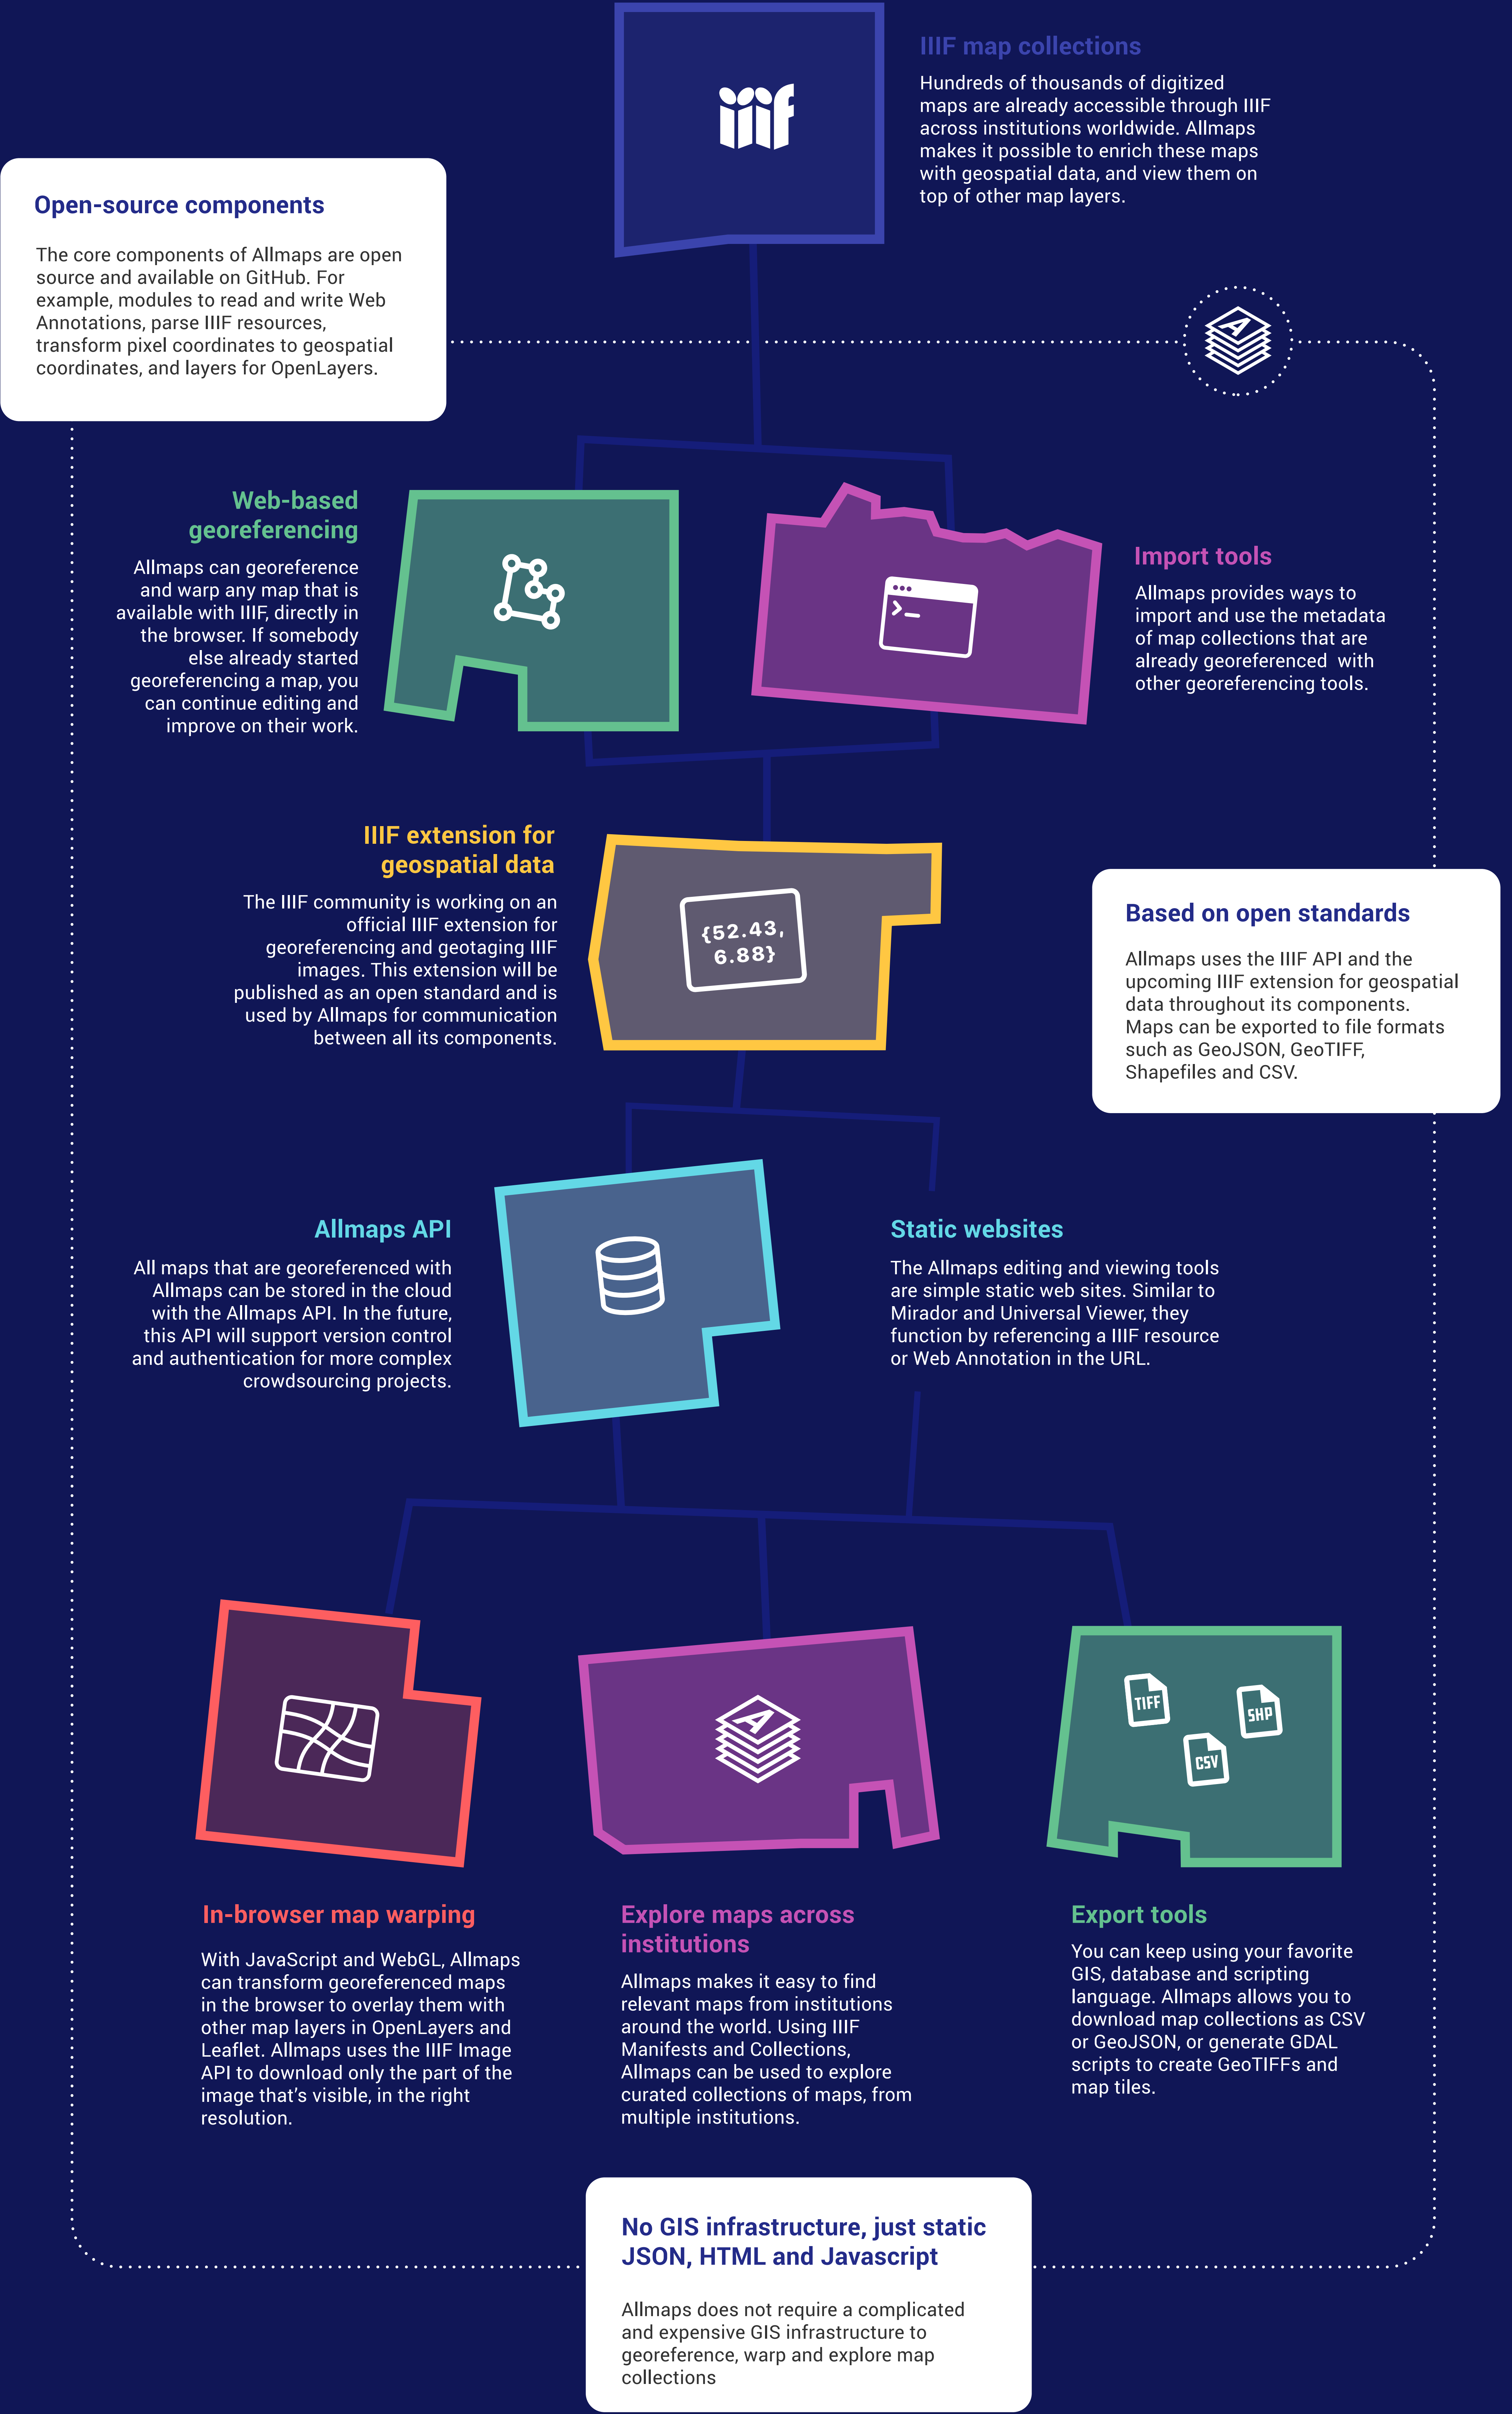 iiif
IIIF map collections
Hundreds of thousands of digitized
maps are already accessible through IIIF
across institutions worldwide. Allmaps
makes it possible to enrich these maps
with geospatial data, and view them on
top of other map layers.
Open-source components
The core components of Allmaps are open
source and available on GitHub. For
example, modules to read and write Web
Annotations, parse IIIF resources,
transform pixel coordinates to geospatial
coordinates, and layers for OpenLayers.
A
Web-based
georeferencing
Allmaps can georeference
and warp any map that is
available with IIIF, directly in
the browser. If somebody
else already started
georeferencing a map, you
can continue editing and
improve on their work.
>_
Import tools
Allmaps provides ways to
import and use the metadata
of map collections that are
already georeferenced  with
other georeferencing tools.
IIIF extension for
geospatial data
The IIIF community is working on an
official IIIF extension for
georeferencing and geotaging IIIF
images. This extension will be
published as an open standard and is
used by Allmaps for communication
between all its components.
{52.43,
6.88}
Based on open standards
Allmaps uses the IIIF API and the
upcoming IIIF extension for geospatial
data throughout its components.
Maps can be exported to file formats
such as GeoJSON, GeoTIFF,
Shapefiles and CSV.
Allmaps API
All maps that are georeferenced with
Allmaps can be stored in the cloud
with the Allmaps API. In the future,
this API will support version control
and authentication for more complex
crowdsourcing projects.
Static websites
The Allmaps editing and viewing tools
are simple static web sites. Similar to
Mirador and Universal Viewer, they
function by referencing a IIIF resource
or Web Annotation in the URL.
A
TIFF
SHP
CSV
In-browser map warping
With JavaScript and WebGL, Allmaps
can transform georeferenced maps
in the browser to overlay them with
other map layers in OpenLayers and
Leaflet. Allmaps uses the IIIF Image
API to download only the part of the
image that’s visible, in the right
resolution.
Explore maps across
institutions
Allmaps makes it easy to find
relevant maps from institutions
around the world. Using IIIF
Manifests and Collections,
Allmaps can be used to explore
curated collections of maps, from
multiple institutions.
Export tools
You can keep using your favorite
GIS, database and scripting
language. Allmaps allows you to
download map collections as CSV
or GeoJSON, or generate GDAL
scripts to create GeoTIFFs and
map tiles.
No GIS infrastructure, just static
JSON, HTML and Javascript
Allmaps does not require a complicated
and expensive GIS infrastructure to
georeference, warp and explore map
collections